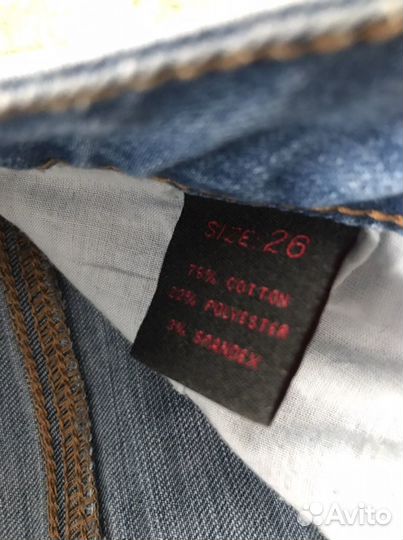 SIZE: 26
75% COTTON
22% POLYESTER
3% SPANDEX
Avito